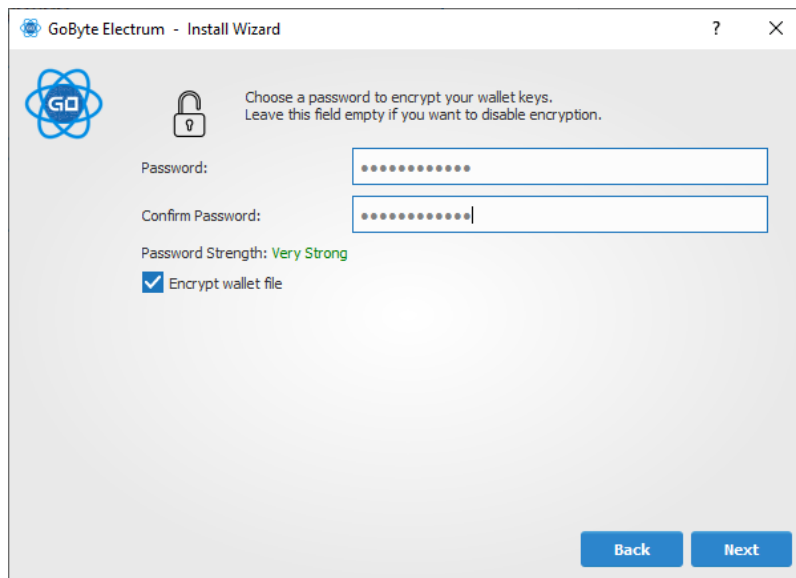 GoByte Electrum - Install Wizard
?
GO
Choose a password to encrypt your wallet keys.
Leave this field empty if you want to disable encryption.
Password:
●●●●●●●●●●●●
Confirm Password:
●●●●●●●●●●●●
Password Strength: Very Strong
Encrypt wallet file
Back
Next